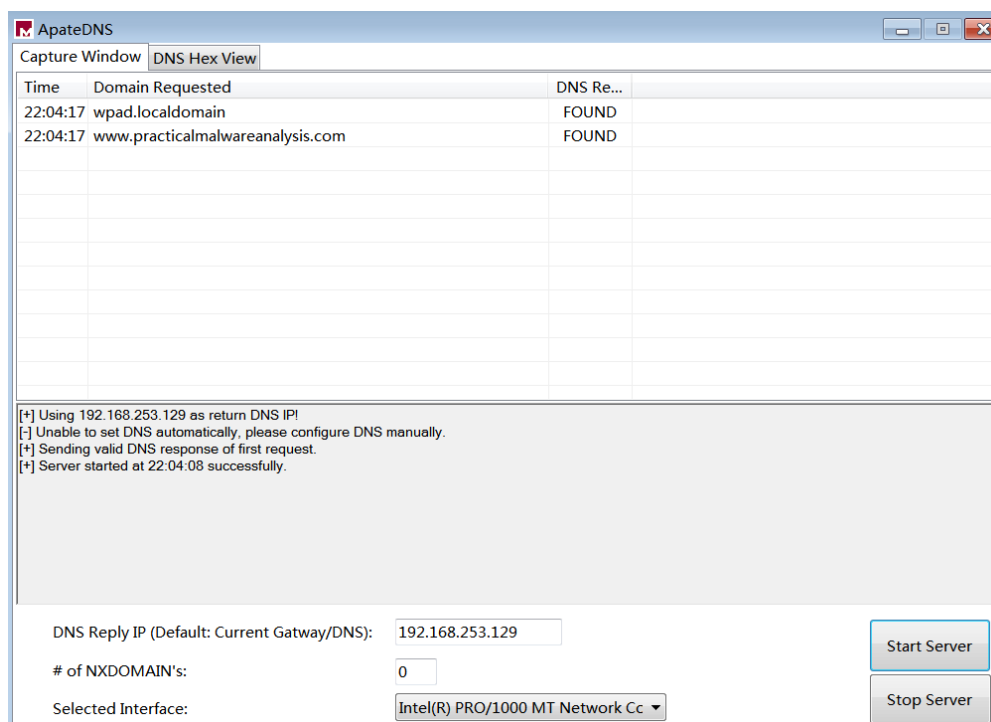 ApateDNS
Capture Window DNS Hex View
Time Domain Requested DNS Re...
22:04:17 wpad.localdomain FOUND
22:04:17 www.practicalmalwareanalysis.com FOUND
[+] Using 192.168.253.129 as return DNS IP!
[-] Unable to set DNS automatically, please configure DNS manually.
[+] Sending valid DNS response of first request.
[+] Server started at 22:04:08 successfully.
DNS Reply IP (Default: Current Gatway/DNS): 192.168.253.129
Start Server
# of NXDOMAIN's: 0
Selected Interface: Intel(R) PRO/1000 MT Network Cc
Stop Server